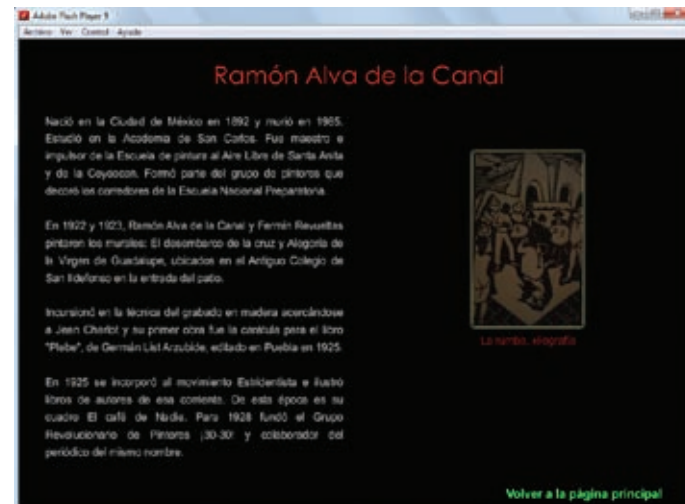 Adobe Flash Player 9
Archivo Ver Control Ayuda
Ramón Alva de la Canal
Nació en la Ciudad de México en 1892 y murió en 1985.
Estudió en la Academia de San Carlos. Fue maestro e
impulsor de la Escuela de pintura al Aire Libre de Santa Anita
y de la Coyoacan. Formó parte del grupo de pintores que
decoró los corredores de la Escuela Nacional Preparatoria.
En 1922 y 1923, Ramón Alva de la Canal y Fermín Revueltas
pintaron los murales: El desembarco de la cruz y Alegoría de
la Virgen de Guadalupe, ubicados en el Antiguo Colegio de
San Ildefonso en la entrada del patio.
Incursionó en la técnica del grabado en madera acercándose
a Jean Charlot y su primer obra fue la carátula para el libro
"Plebe", de Germán List Arzubide, editado en Puebla en 1925.
En 1925 se incorporó al movimiento Estridentista e ilustró
libros de autores de esa corriente. De esta época es su
cuadro El café de Nadie. Para 1928 fundó el Grupo
Revolucionario de Pintores ¡30-30! y colaborador del
periódico del mismo nombre.
La rumba, xilografía
Volver a la página principal